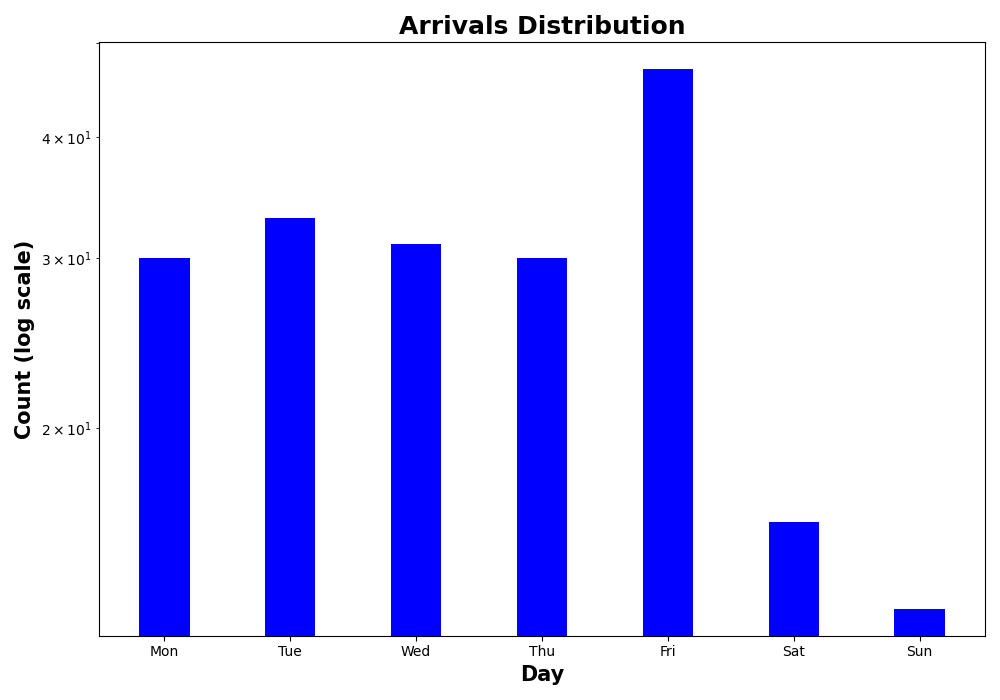 Arrivals Distribution
4 × 10¹
3 × 10¹
2 × 10¹
Count (log scale)
Mon Tue Wed Thu Fri Sat Sun
Day